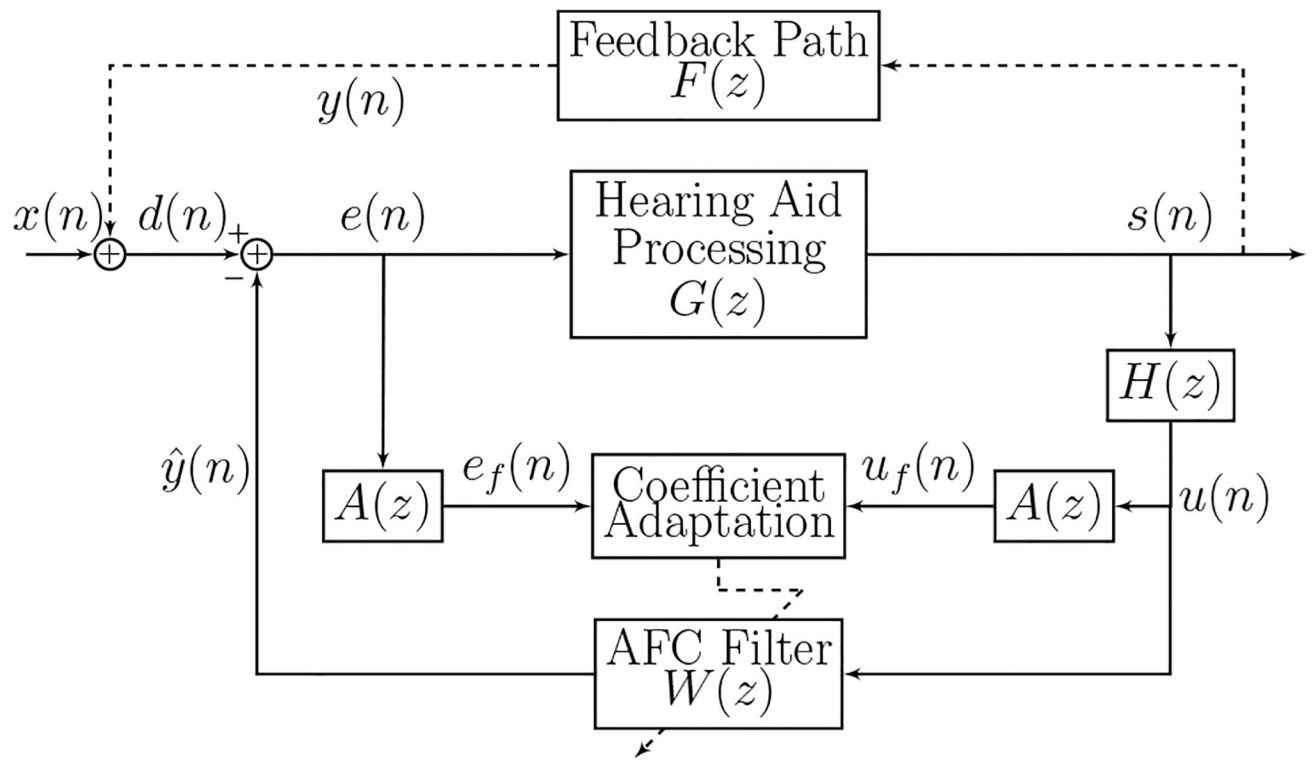 Feedback Path
F(z)
y(n)
x(n)
d(n)
+
−
+
+
e(n)
Hearing Aid
Processing
G(z)
s(n)
H(z)
ŷ(n)
A(z)
e_f(n)
Coefficient
Adaptation
u_f(n)
A(z)
u(n)
AFC Filter
W(z)